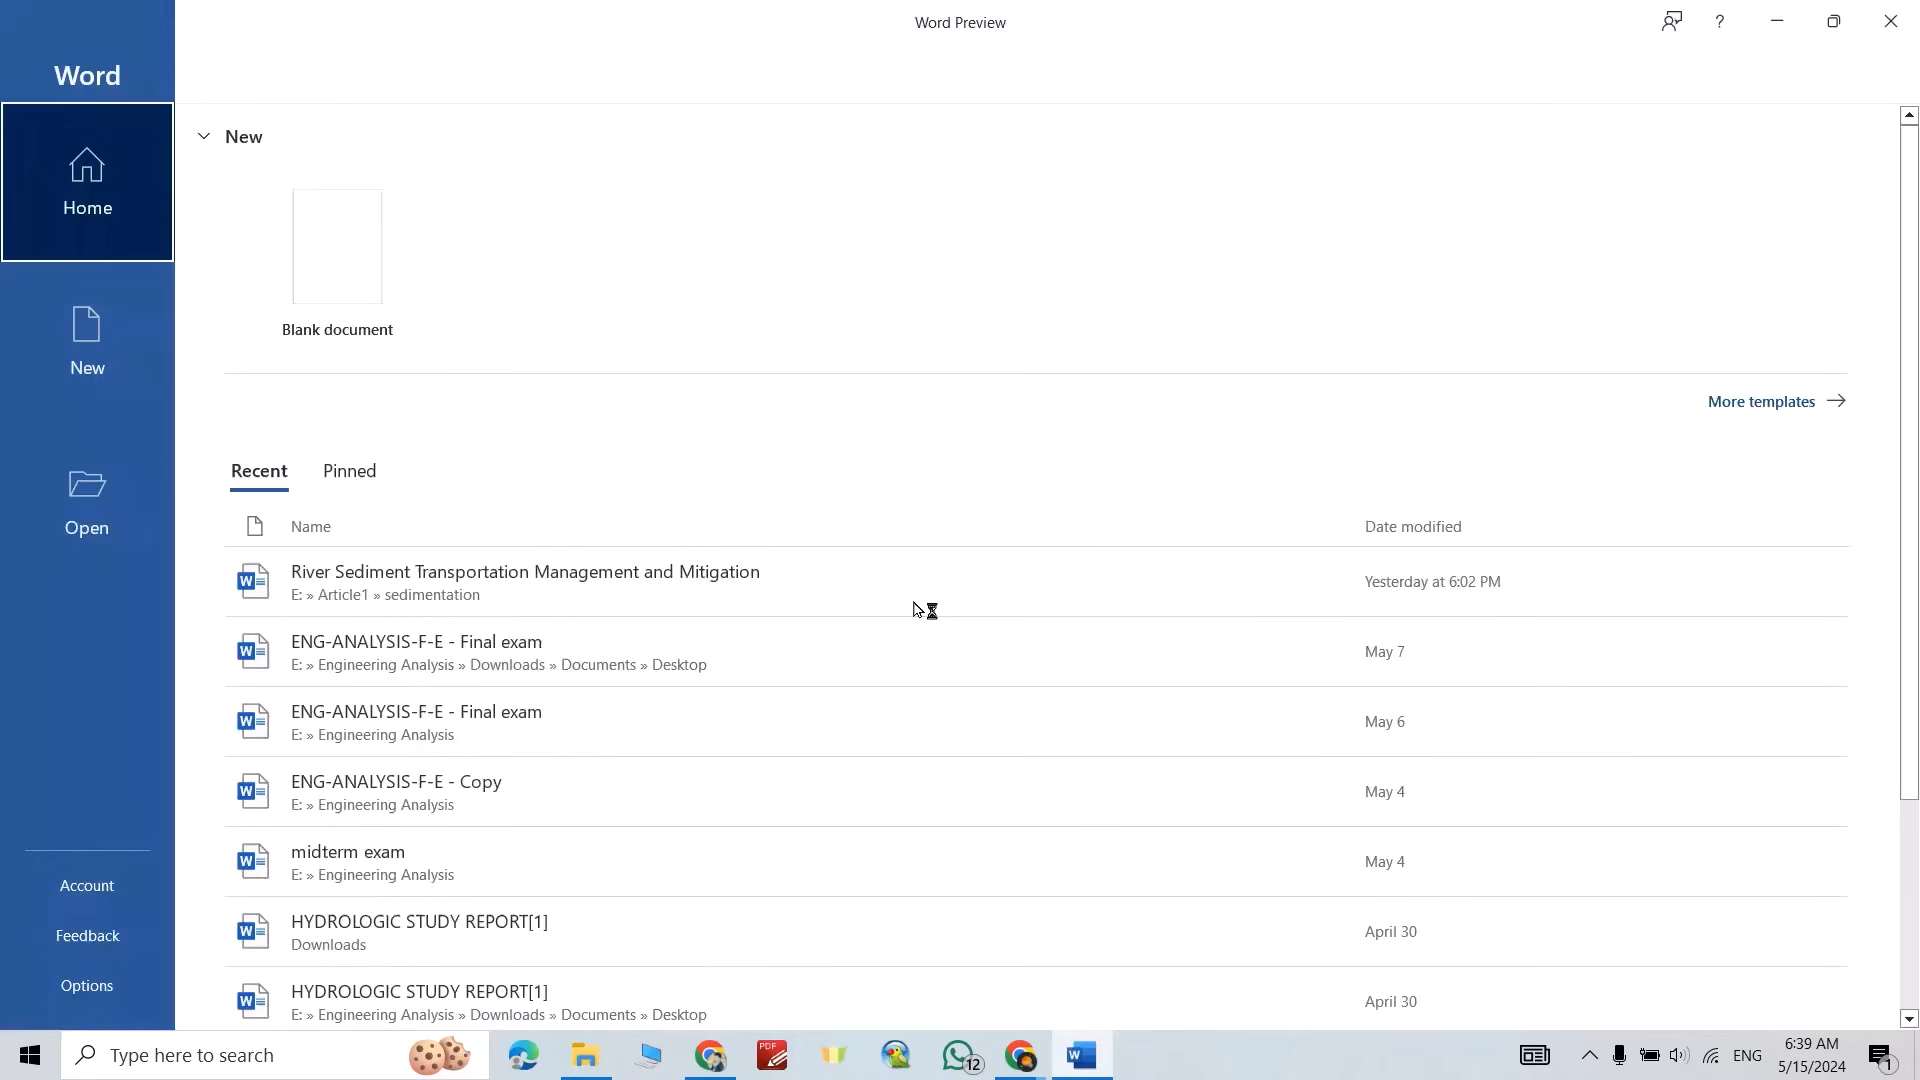 Word Preview
?
Word
Home
New
Open
Account
Feedback
Options
New
Blank document
More templates
Recent
Pinned
Name
Date modified
River Sediment Transportation Management and Mitigation
E: » Article1 » sedimentation
Yesterday at 6:02 PM
ENG-ANALYSIS-F-E - Final exam
E: » Engineering Analysis » Downloads » Documents » Desktop
May 7
ENG-ANALYSIS-F-E - Final exam
E: » Engineering Analysis
May 6
ENG-ANALYSIS-F-E - Copy
E: » Engineering Analysis
May 4
midterm exam
E: » Engineering Analysis
May 4
HYDROLOGIC STUDY REPORT[1]
Downloads
April 30
HYDROLOGIC STUDY REPORT[1]
E: » Engineering Analysis » Downloads » Documents » Desktop
April 30
Type here to search
PDF
12
W
ENG
6:39 AM
5/15/2024
1